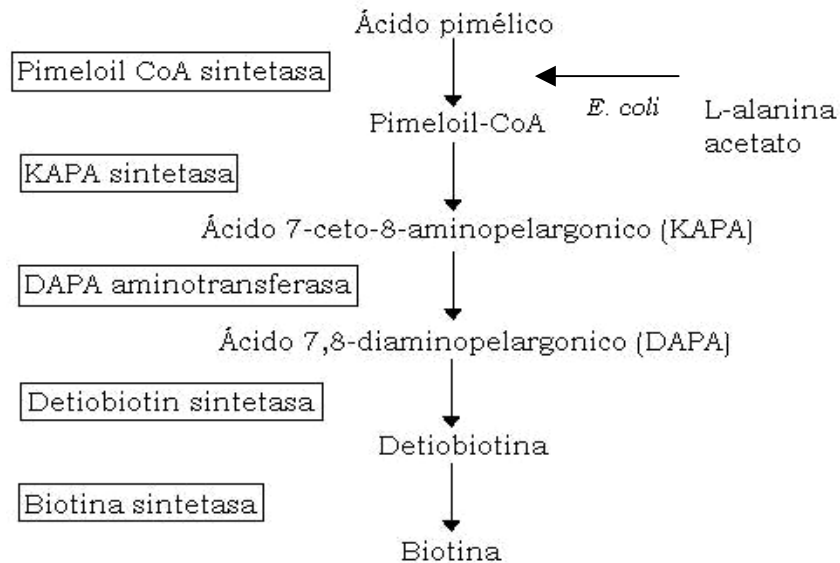 Ácido pimélico
Pimeloil CoA sintetasa
E. coli
L-alanina
acetato
Pimeloil-CoA
KAPA sintetasa
Ácido 7-ceto-8-aminopelargonico (KAPA)
DAPA aminotransferasa
Ácido 7,8-diaminopelargonico (DAPA)
Detiobiotin sintetasa
Detiobiotina
Biotina sintetasa
Biotina